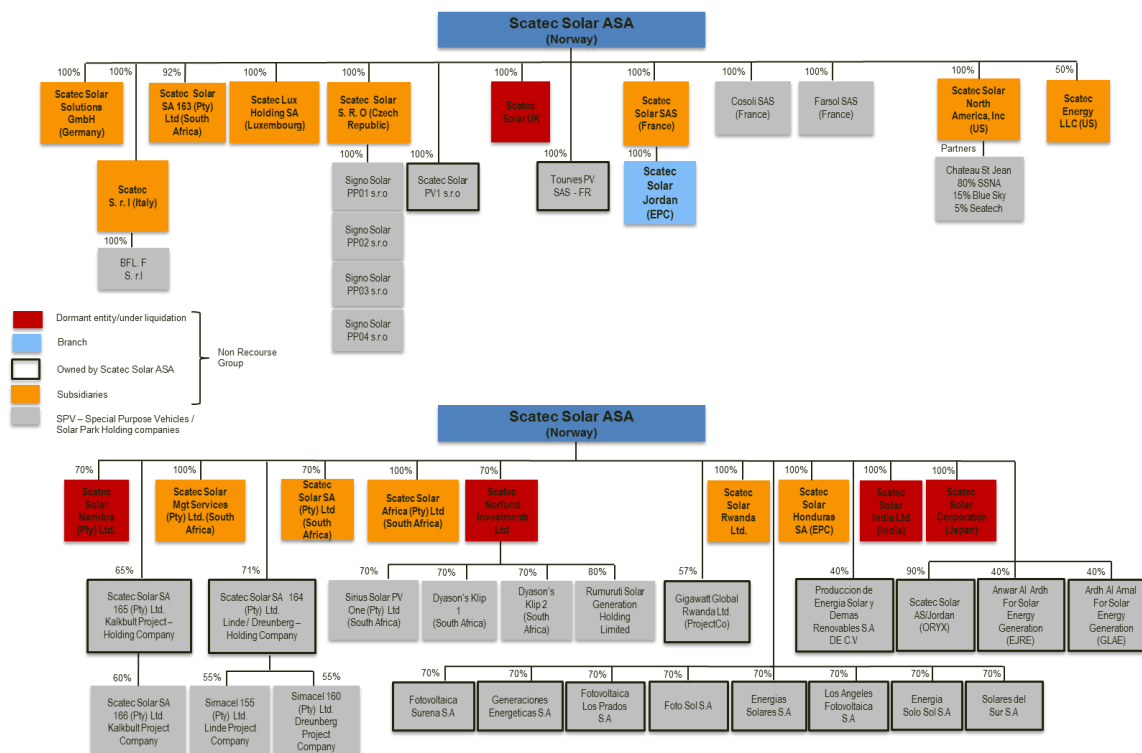 Scatec Solar ASA
(Norway)
100%
100%
92%
100%
100%
100%
100%
100%
100%
100%
100%
100%
50%
Scatec Solar
Solutions
GmbH
(Germany)
Scatec Solar
SA 163 (Pty)
Ltd (South
Africa)
Scatec Lux
Holding SA
(Luxembourg)
Scatec Solar
S. R. O (Czech
Republic)
Scatec
Solar UK
Scatec
Solar SAS
(France)
Cosoli SAS
(France)
Farsol SAS
(France)
Scatec Solar
North
America, Inc
(US)
Scatec
Energy
LLC (US)
100%
100%
100%
100%
Partners
Scatec
S. r. l (Italy)
Signo Solar
PP01 s.r.o
Scatec Solar
PV1 s.r.o
Tourves PV
SAS - FR
Scatec
Solar
Jordan
(EPC)
Chateau St Jean
80% SSNA
15% Blue Sky
5% Seatech
100%
BFL. F
S. r.l
Signo Solar
PP02 s.r.o
Signo Solar
PP03 s.r.o
Signo Solar
PP04 s.r.o
Dormant entity/under liquidation
Branch
Owned by Scatec Solar ASA
Subsidiaries
SPV – Special Purpose Vehicles /
Solar Park Holding companies
Non Recourse
Group
Scatec Solar ASA
(Norway)
70%
100%
70%
100%
70%
100%
100%
100%
100%
Scatec
Solar
Namibia
(Pty) Ltd.
Scatec Solar
Mgt Services
(Pty) Ltd. (South
Africa)
Scatec
Solar SA
(Pty) Ltd
(South
Africa)
Scatec Solar
Africa (Pty) Ltd
(South Africa)
Scatec
Norfund
Investments
Ltd.
Scatec
Solar
Rwanda
Ltd.
Scatec
Solar
Honduras
SA (EPC)
Scatec
Solar
India Ltd
(India)
Scatec
Solar
Corporation
(Japan)
65%
71%
70%
70%
70%
80%
57%
40%
90%
40%
40%
Scatec Solar SA
165 (Pty) Ltd.
Kalkbult Project –
Holding Company
Scatec Solar SA 164
(Pty) Ltd.
Linde / Dreunberg –
Holding Company
Sirius Solar PV
One (Pty) Ltd
(South Africa)
Dyason's Klip
1
(South Africa)
Dyason's
Klip 2
(South
Africa)
Rumuruti Solar
Generation
Holding
Limited
Gigawatt Global
Rwanda Ltd.
(ProjectCo)
Produccion de
Energia Solar y
Demas
Renovables S.A
DE C.V
Scatec Solar
AS/Jordan
(ORYX)
Anwar Al Ardh
For Solar
Energy
Generation
(EJRE)
Ardh Al Amal
For Solar
Energy
Generation
(GLAE)
60%
55%
55%
70%
70%
70%
70%
70%
70%
70%
70%
Scatec Solar SA
166 (Pty) Ltd.
Kalkbult Project
Company
Simacel 155
(Pty) Ltd.
Linde Project
Company
Simacel 160
(Pty) Ltd.
Dreunberg
Project
Company
Fotovoltaica
Surena S.A
Generaciones
Energeticas S.A
Fotovoltaica
Los Prados
S.A
Foto Sol S.A
Energias
Solares S.A
Los Angeles
Fotovoltaica
S.A
Energia
Solo Sol S.A
Solares del
Sur S.A